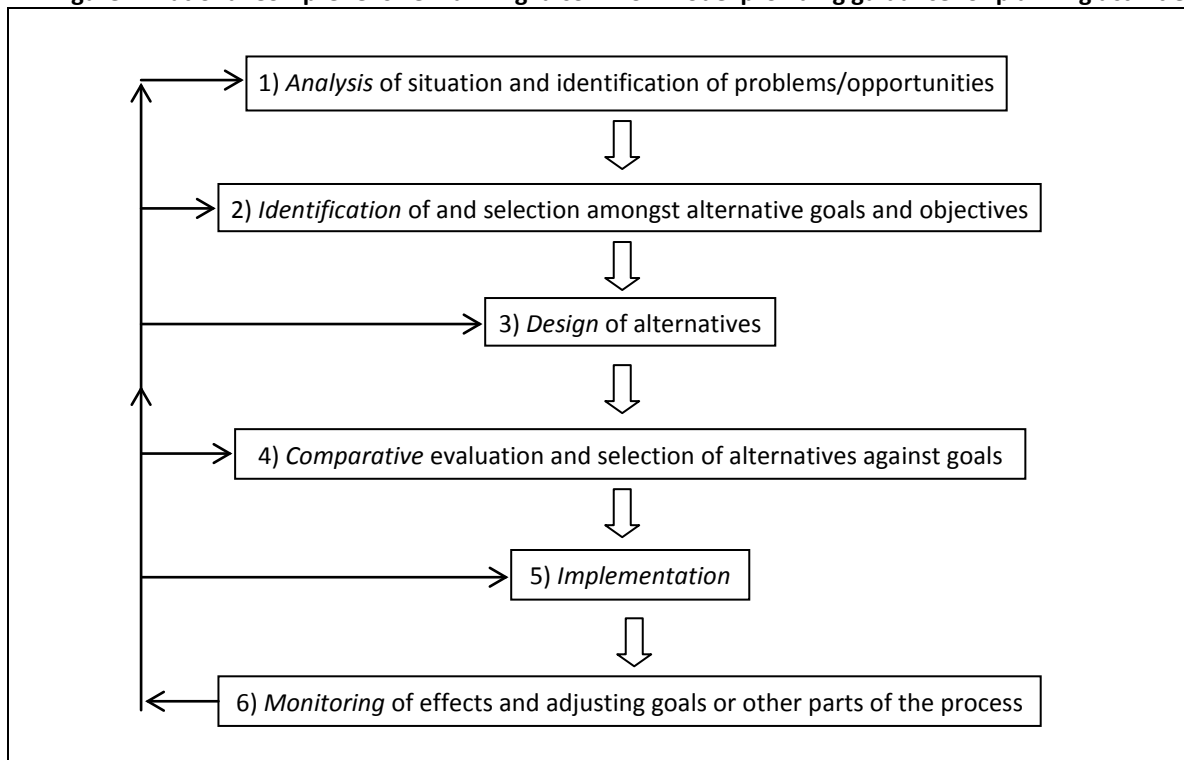 1) Analysis of situation and identification of problems/opportunities
2) Identification of and selection amongst alternative goals and objectives
3) Design of alternatives
4) Comparative evaluation and selection of alternatives against goals
5) Implementation
6) Monitoring of effects and adjusting goals or other parts of the process